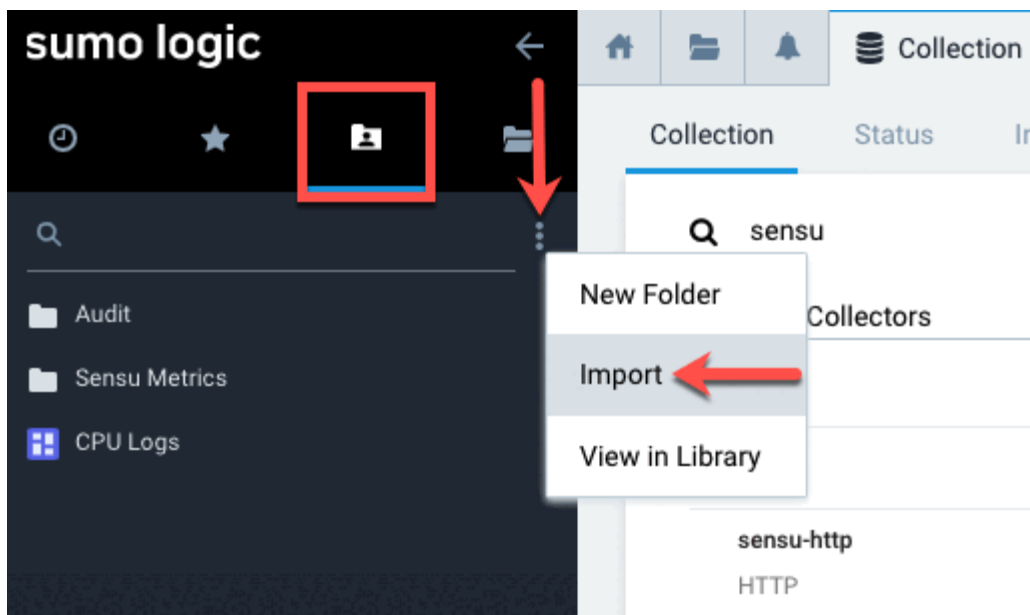 sumo logic
Collection
Collection Status
sensu
New Folder
Collectors
Audit
Import
Sensu Metrics
CPU Logs
View in Library
sensu-http
HTTP